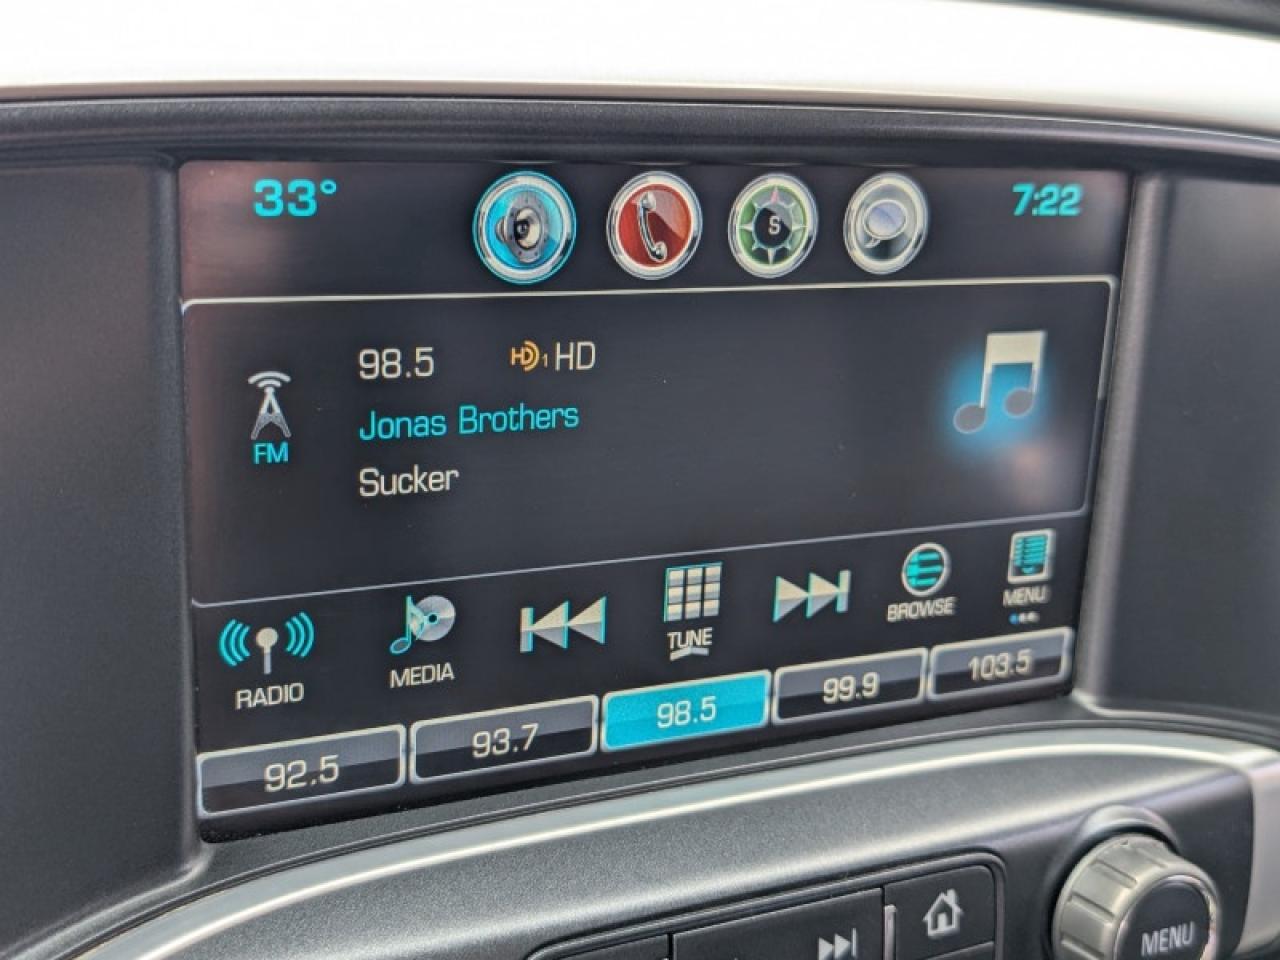 33°
S
7:22
98.5
HD1 HD
FM
Jonas Brothers
Sucker
RADIO
MEDIA
TUNE
BROWSE
MENU
92.5
93.7
98.5
99.9
103.5
MENU